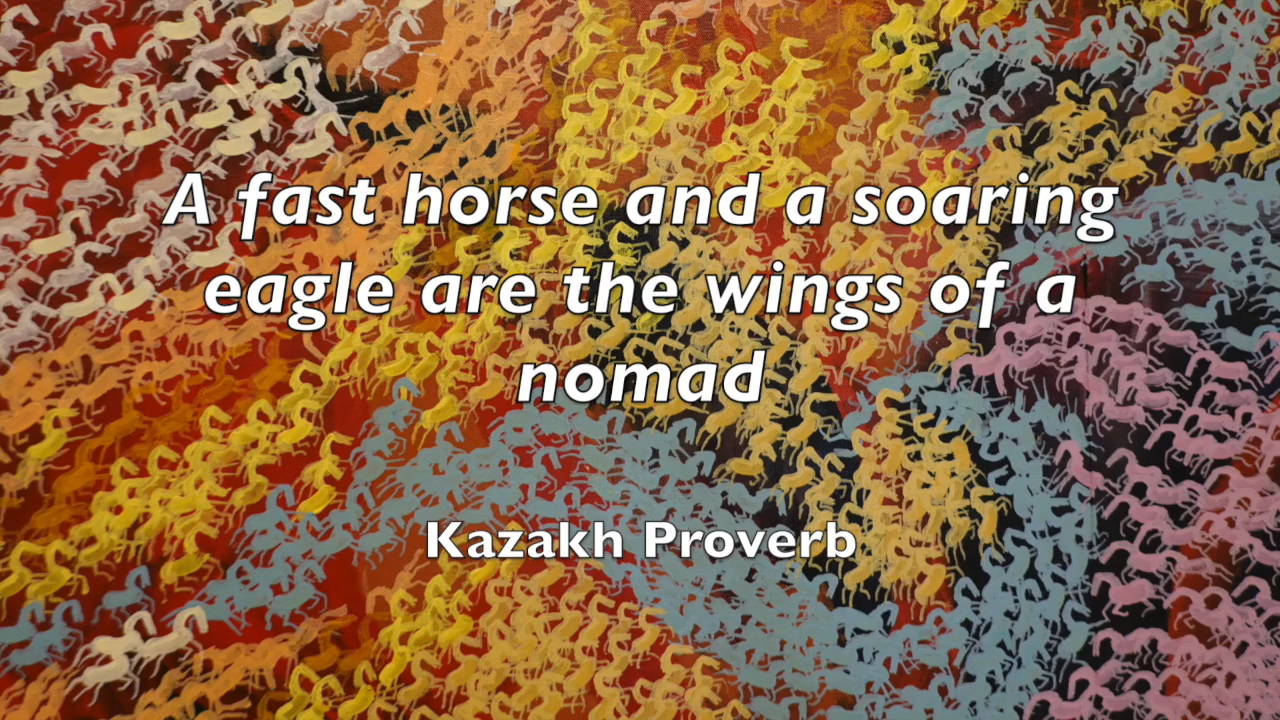 A fast horse and a soaring
eagle are the wings of a
nomad
Kazakh Proverb